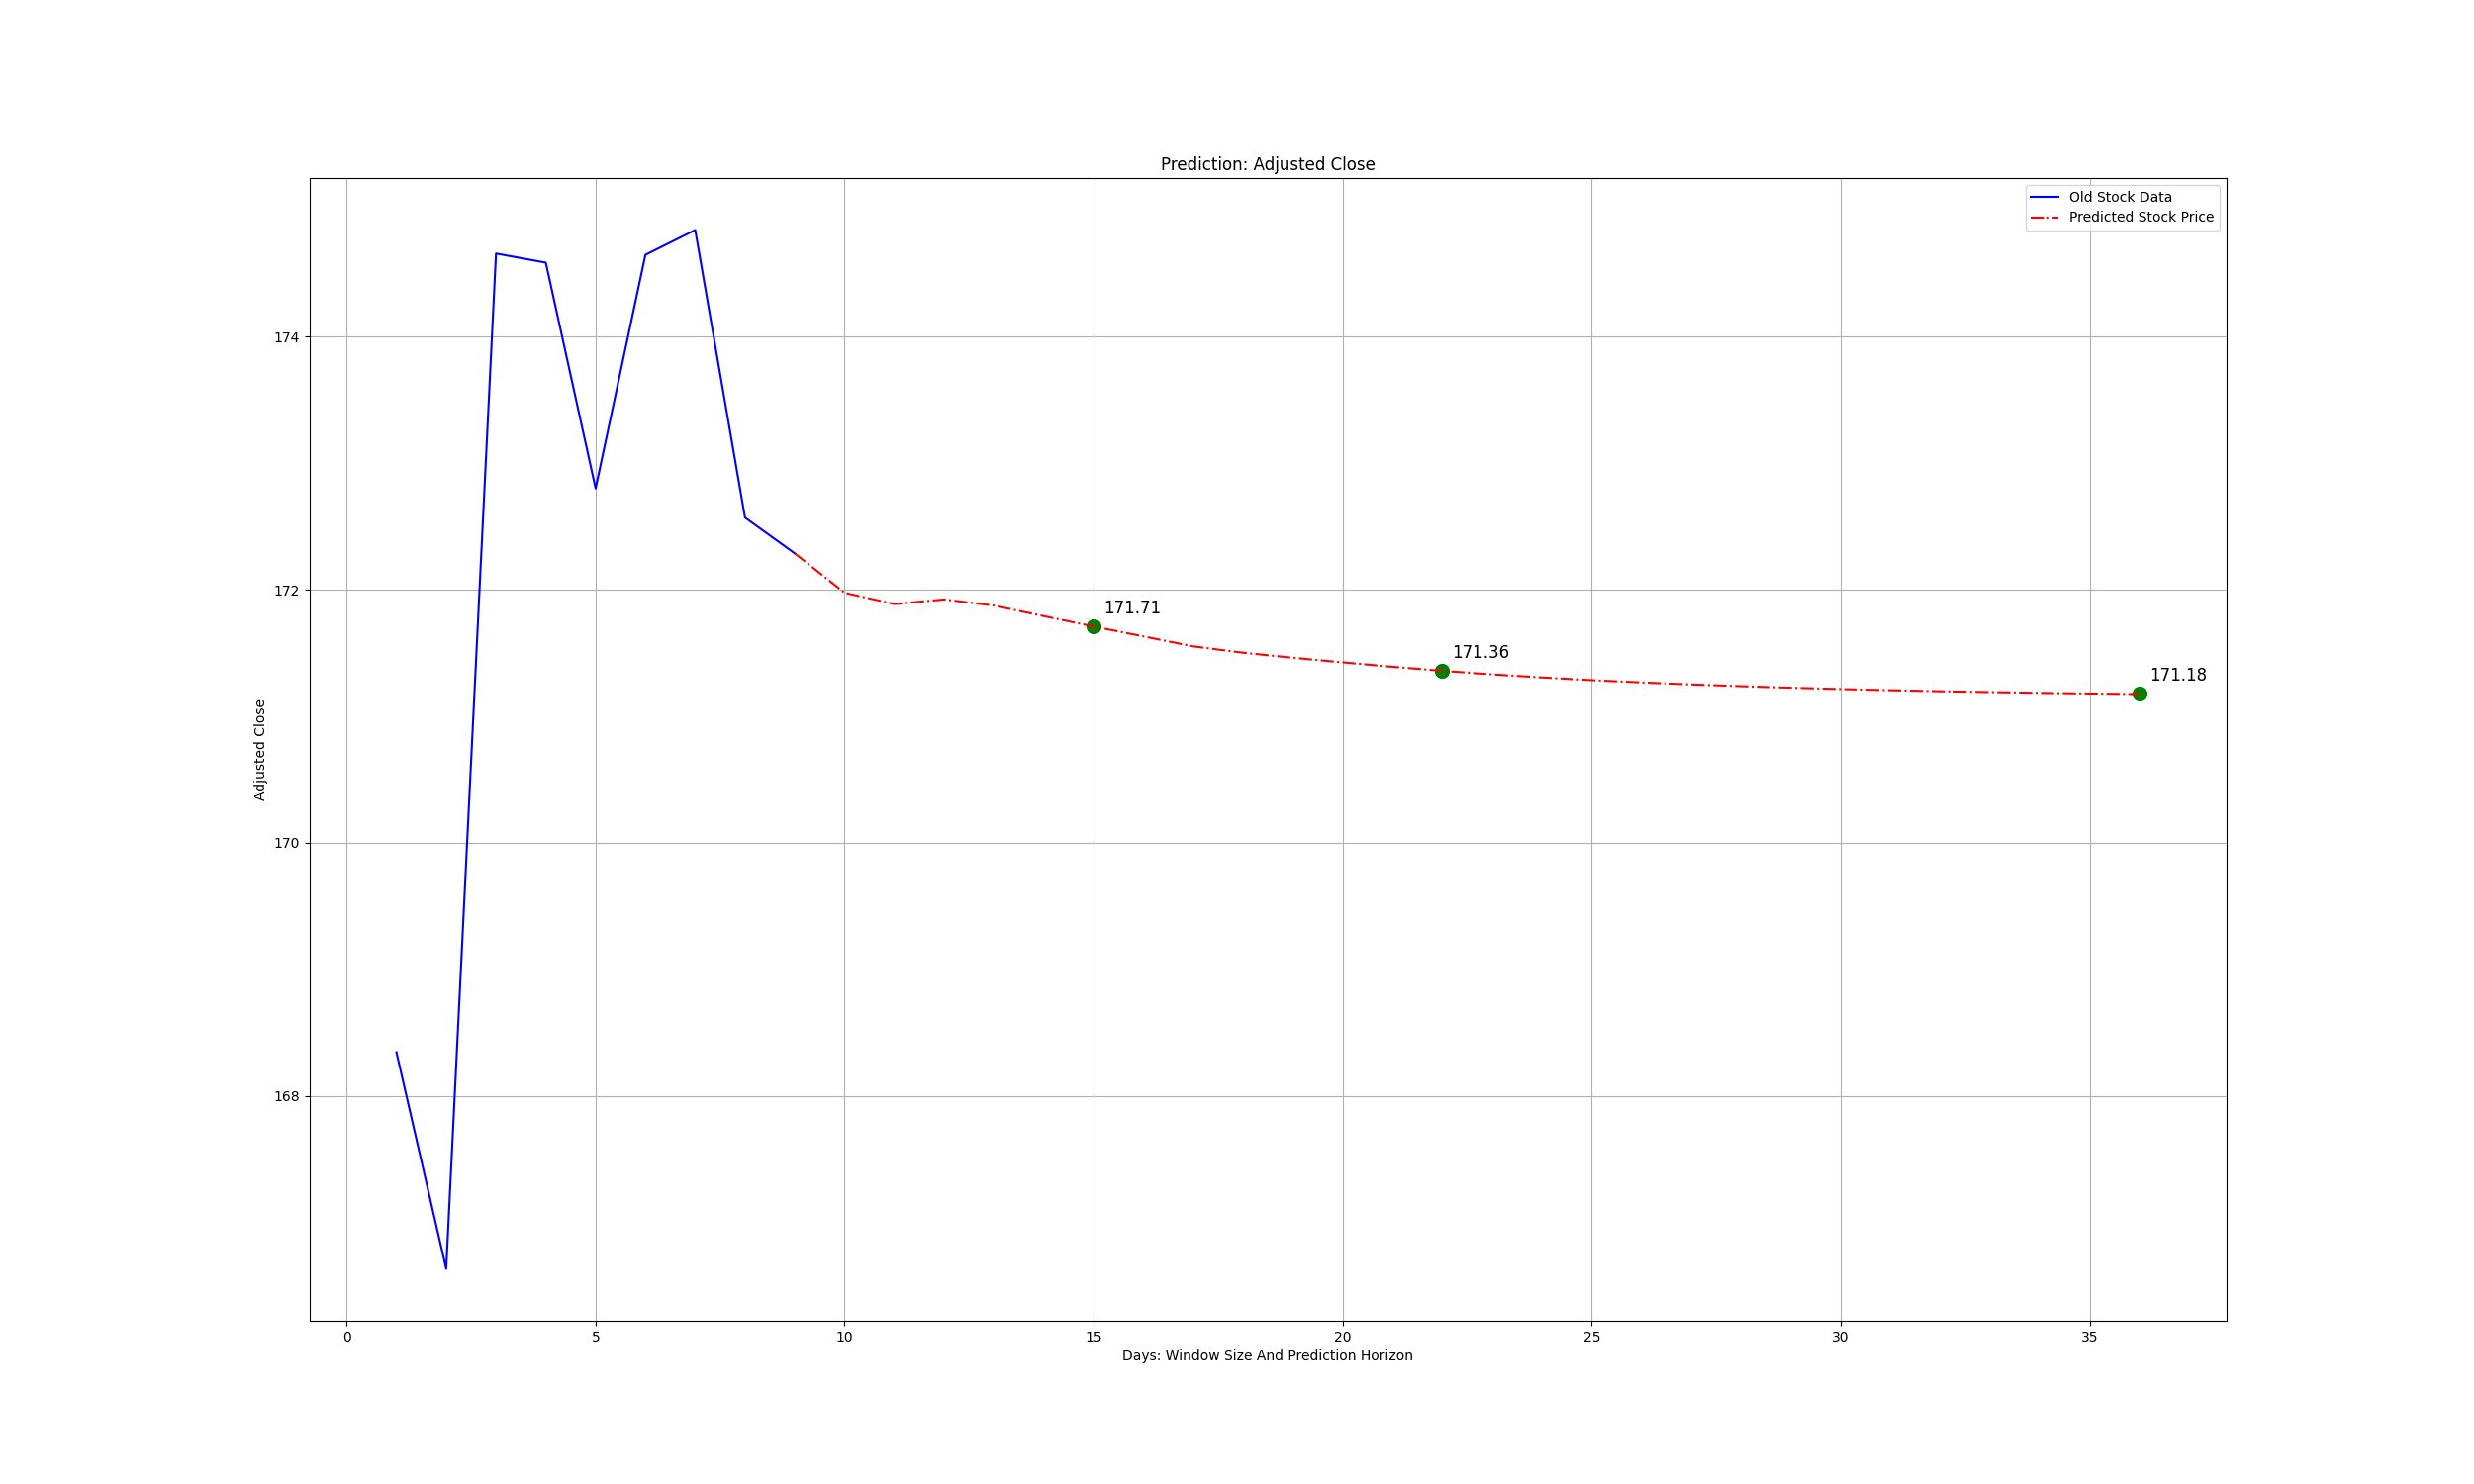 Prediction: Adjusted Close
Old Stock Data
Predicted Stock Price
174
172
170
168
Adjusted Close
171.71
171.36
171.18
0 5 10 15 20 25 30 35
Days: Window Size And Prediction Horizon